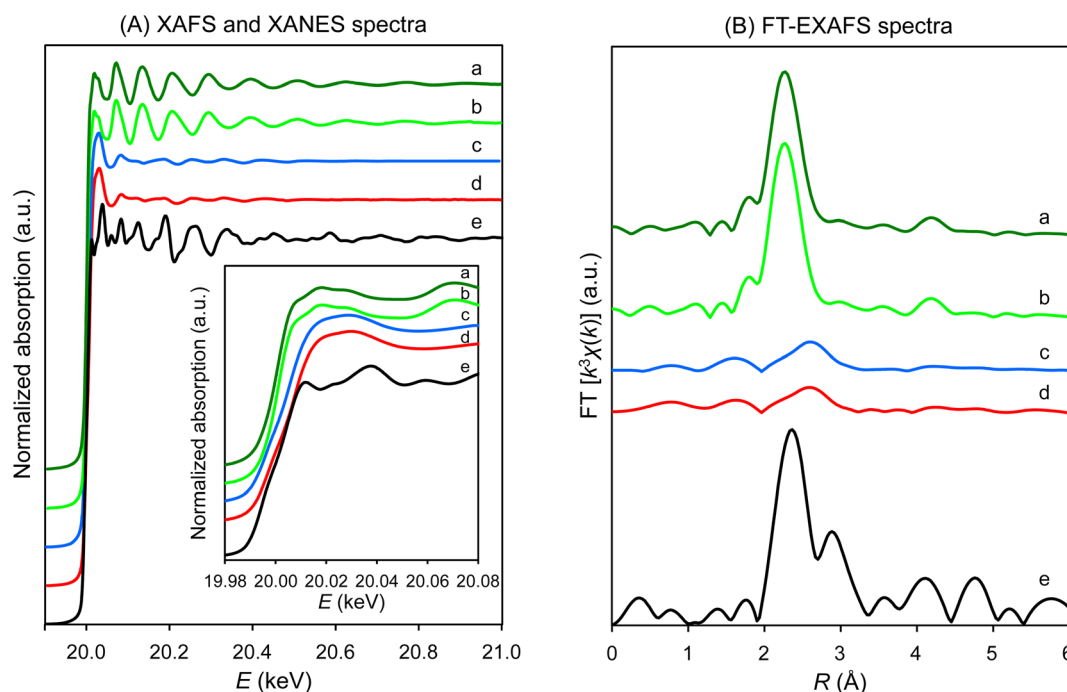 (A) XAFS and XANES spectra
Normalized absorption (a.u.)
a
b
c
d
e
Normalized absorption (a.u.)
a
b
c
d
e
19.98 20.00 20.02 20.04 20.06 20.08
E (keV)
20.0 20.2 20.4 20.6 20.8 21.0
E (keV)
(B) FT-EXAFS spectra
FT [k³χ(k)] (a.u.)
a
b
c
d
e
0 1 2 3 4 5 6
R (Å)